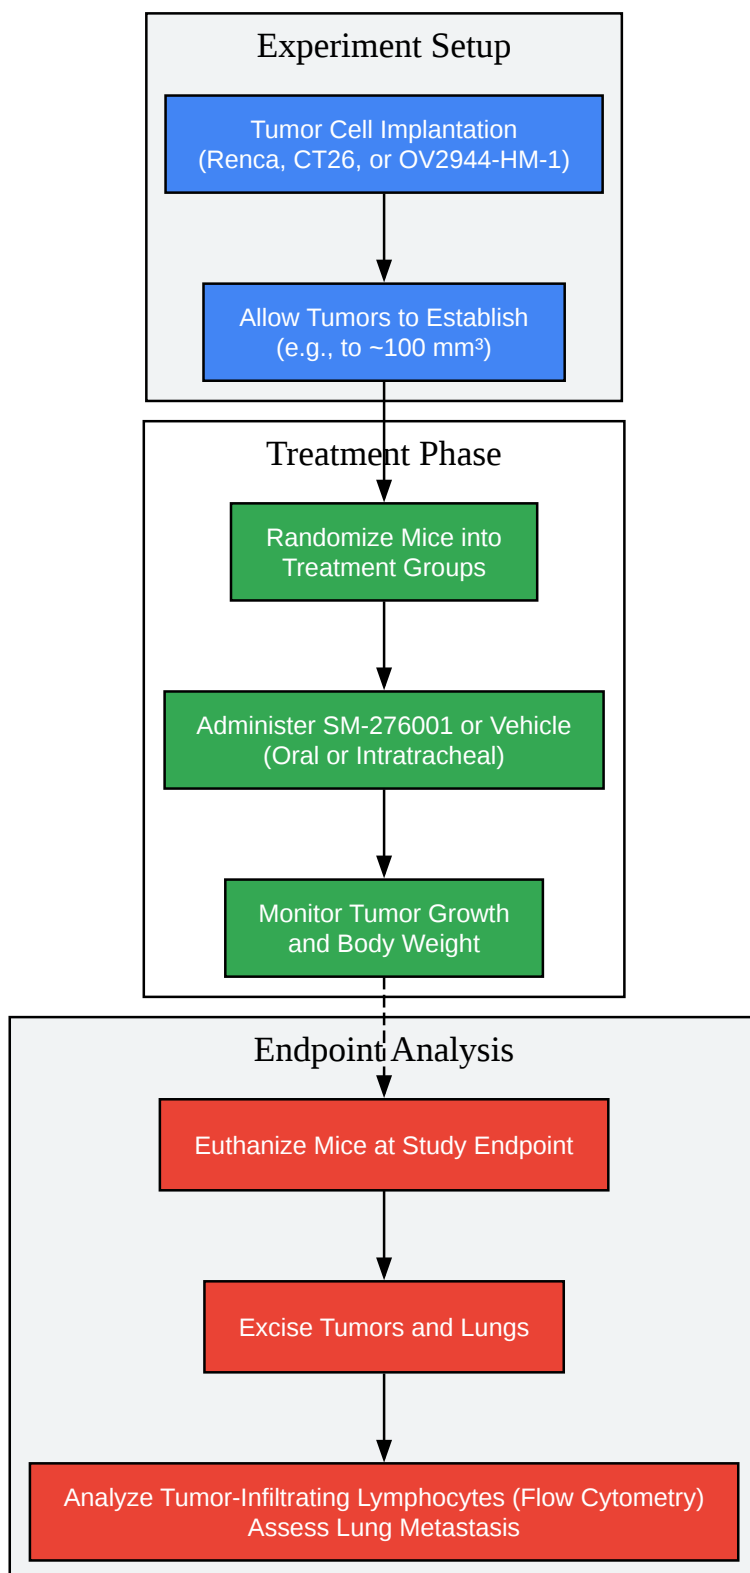 Experiment Setup
Tumor Cell Implantation
(Renca, CT26, or OV2944-HM-1)
Allow Tumors to Establish
(e.g., to ~100 mm³)
Treatment Phase
Randomize Mice into
Treatment Groups
Administer SM-276001 or Vehicle
(Oral or Intratracheal)
Monitor Tumor Growth
and Body Weight
Endpoint Analysis
Euthanize Mice at Study Endpoint
Excise Tumors and Lungs
Analyze Tumor-Infiltrating Lymphocytes (Flow Cytometry)
Assess Lung Metastasis